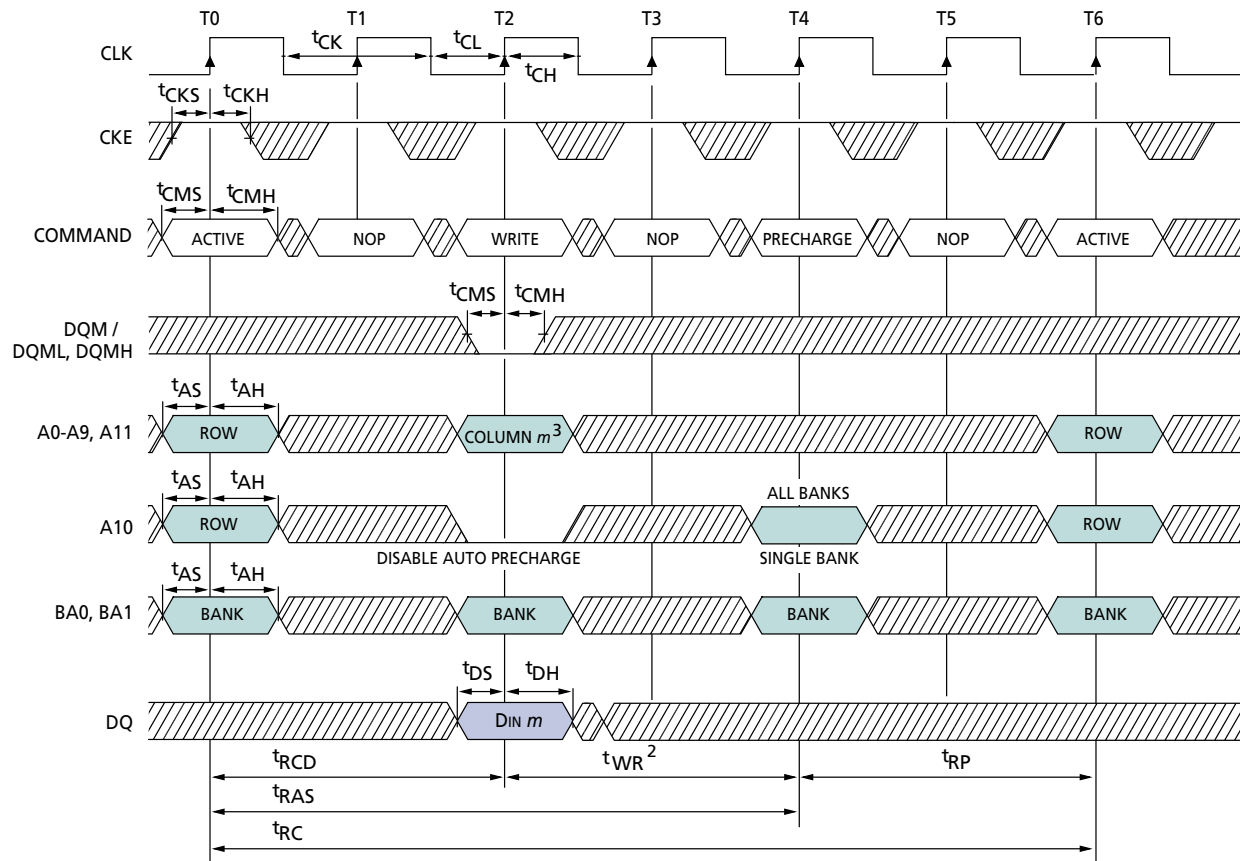 T0 T1 T2 T3 T4 T5 T6
CLK
tCK tCL
tCH
tCKS tCKH
CKE
tCMS tCMH
COMMAND ACTIVE NOP WRITE NOP PRECHARGE NOP ACTIVE
tCMS tCMH
DQM /
DQML, DQMH
tAS tAH
A0-A9, A11 ROW COLUMN m3 ROW
tAS tAH
ALL BANKS
A10 ROW ROW
DISABLE AUTO PRECHARGE SINGLE BANK
tAS tAH
BA0, BA1 BANK BANK BANK BANK
tDS tDH
DQ DIN m
tRCD tWR2 tRP
tRAS
tRC